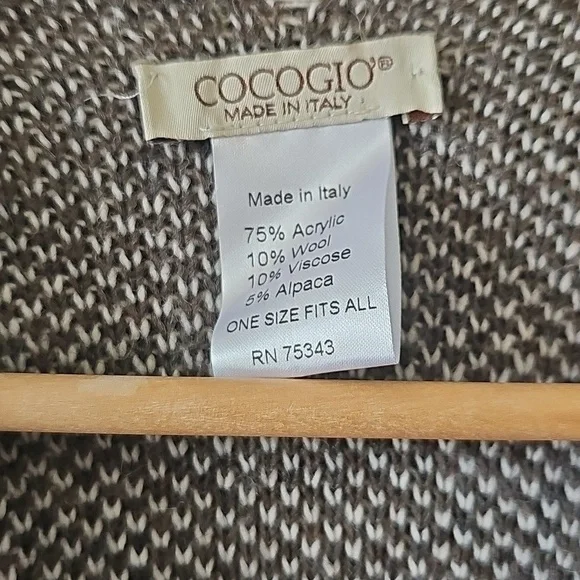 COCOGIO'®
MADE IN ITALY
Made in Italy
75% Acrylic
10% Wool
10% Viscose
5% Alpaca
ONE SIZE FITS ALL
RN 75343